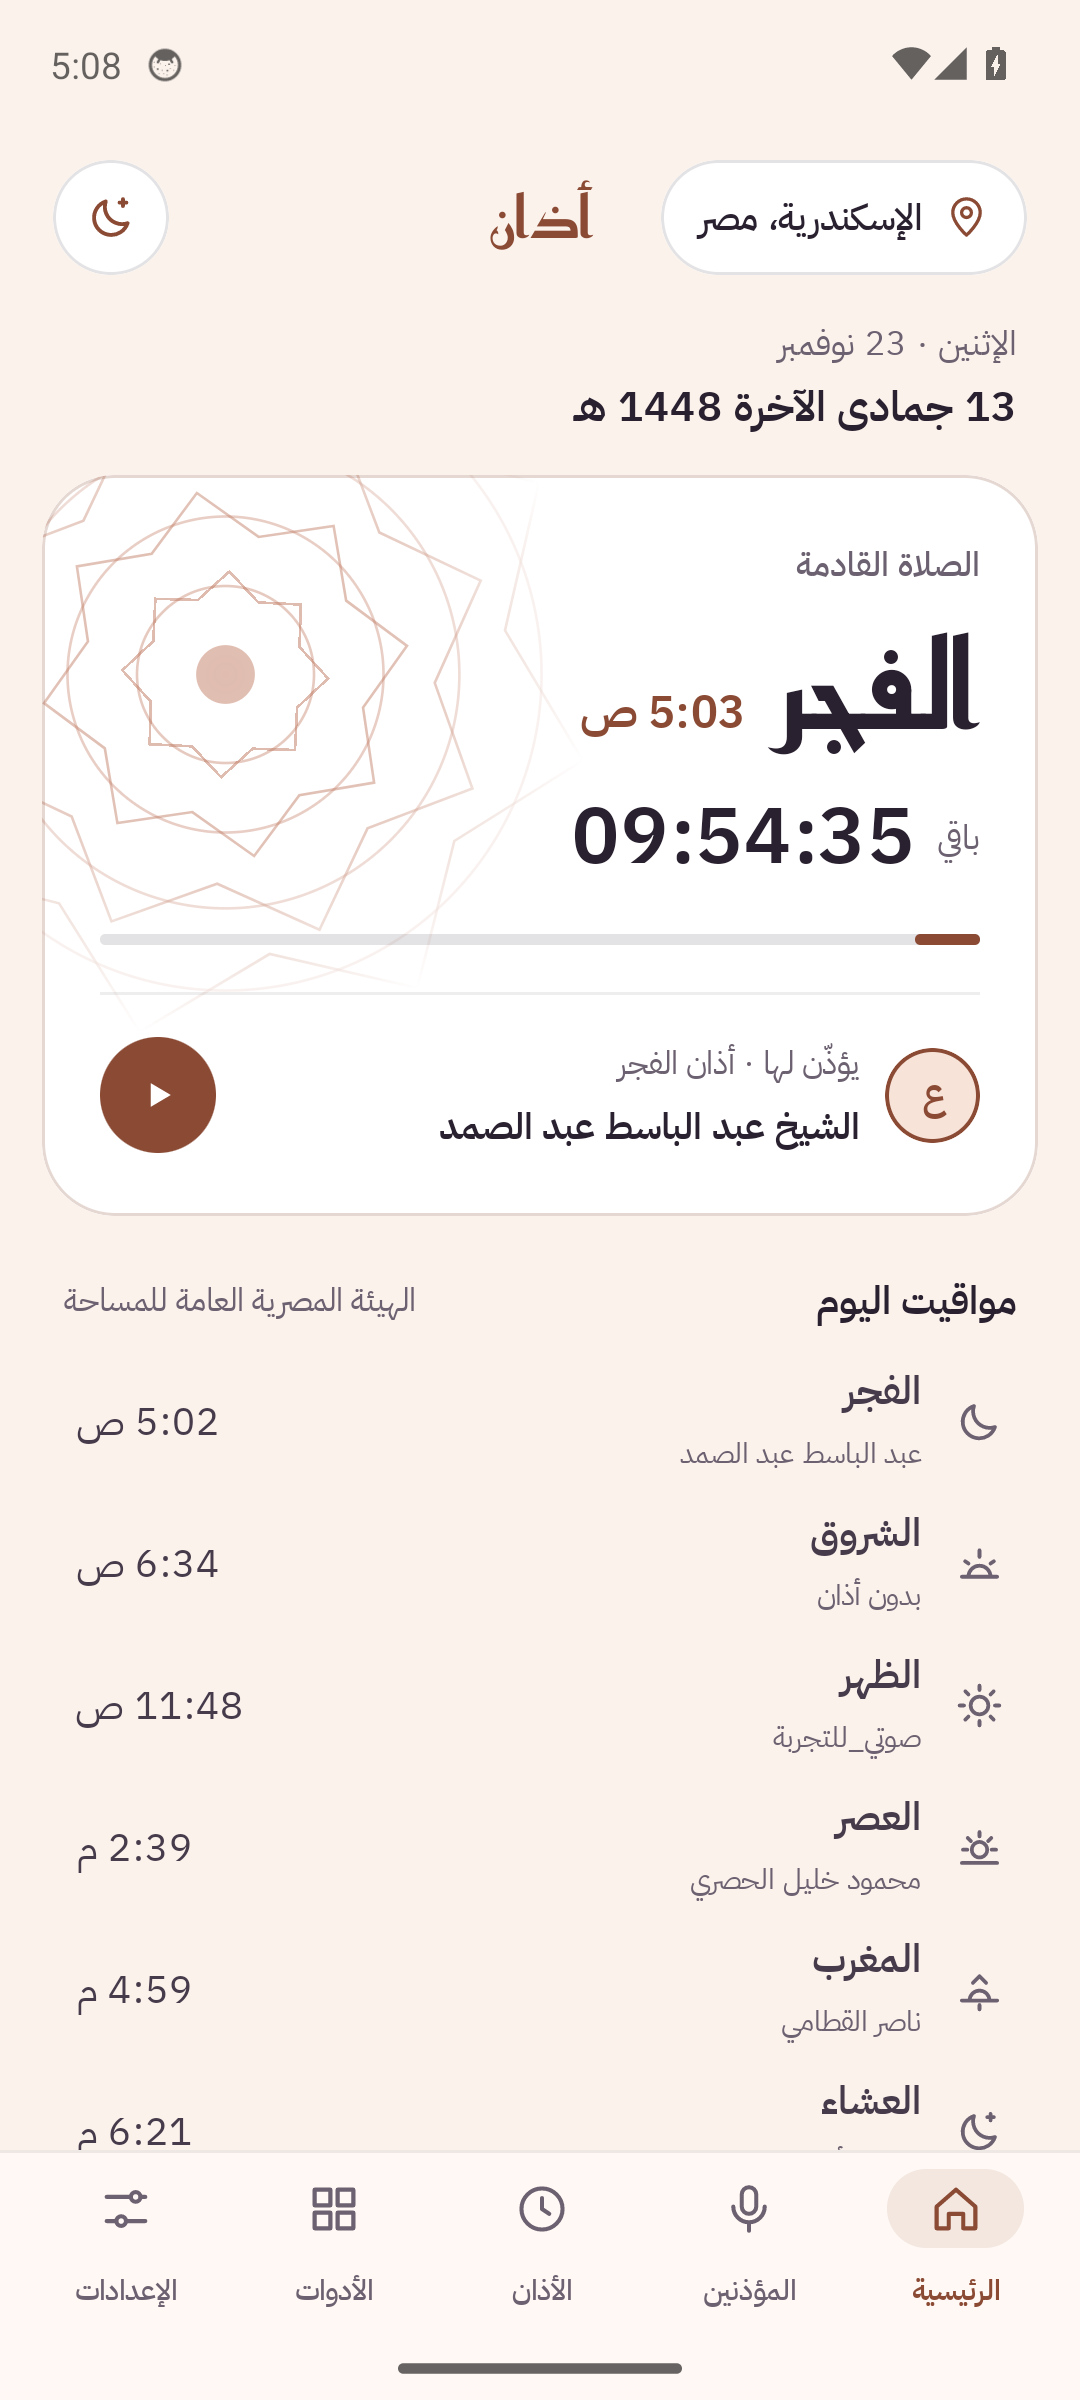 5:08
الإسكندرية، مصر
أذان
الإثنين · 23 نوفمبر
13 جمادى الآخرة 1448 هـ
الصلاة القادمة
الفجر 5:03 ص
باقي 09:54:35
ع
يؤذّن لها · أذان الفجر
الشيخ عبد الباسط عبد الصمد
مواقيت اليوم
الهيئة المصرية العامة للمساحة
الفجر
5:02 ص
عبد الباسط عبد الصمد
الشروق
6:34 ص
بدون أذان
الظهر
11:48 ص
صوتي_للتجربة
العصر
2:39 م
محمود خليل الحصري
المغرب
4:59 م
ناصر القطامي
العشاء
6:21 م
الرئيسية
المؤذنين
الأذان
الأدوات
الإعدادات